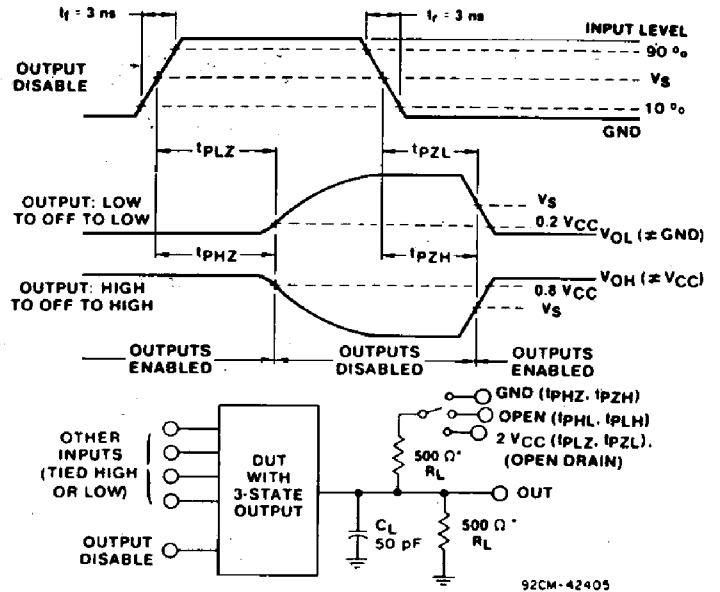 tf = 3 ns
tr = 3 ns
INPUT LEVEL
90 %
OUTPUT
DISABLE
VS
10 %
GND
tPLZ
tPZL
OUTPUT: LOW
TO OFF TO LOW
VS
0.2 VCC
VOL (≠ GND)
tPHZ
tPZH
OUTPUT: HIGH
TO OFF TO HIGH
VOH (≠ VCC)
0.8 VCC
VS
OUTPUTS
ENABLED
OUTPUTS
DISABLED
OUTPUTS
ENABLED
GND (tPHZ, tPZH)
OPEN (tPHL, tPLH)
2 VCC (tPLZ, tPZL),
(OPEN DRAIN)
OTHER
INPUTS
(TIED HIGH
OR LOW)
DUT
WITH
3-STATE
OUTPUT
500 Ω*
RL
OUT
CL
50 pF
500 Ω*
RL
OUTPUT
DISABLE
92CM-42405